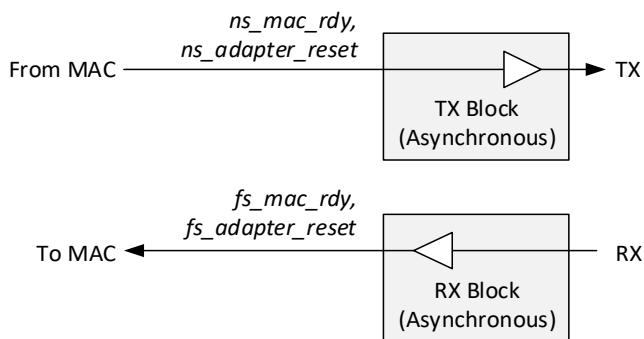 ns_mac_rdy,
ns_adapter_reset
From MAC
TX
TX Block
(Asynchronous)
fs_mac_rdy,
fs_adapter_reset
To MAC
RX
RX Block
(Asynchronous)